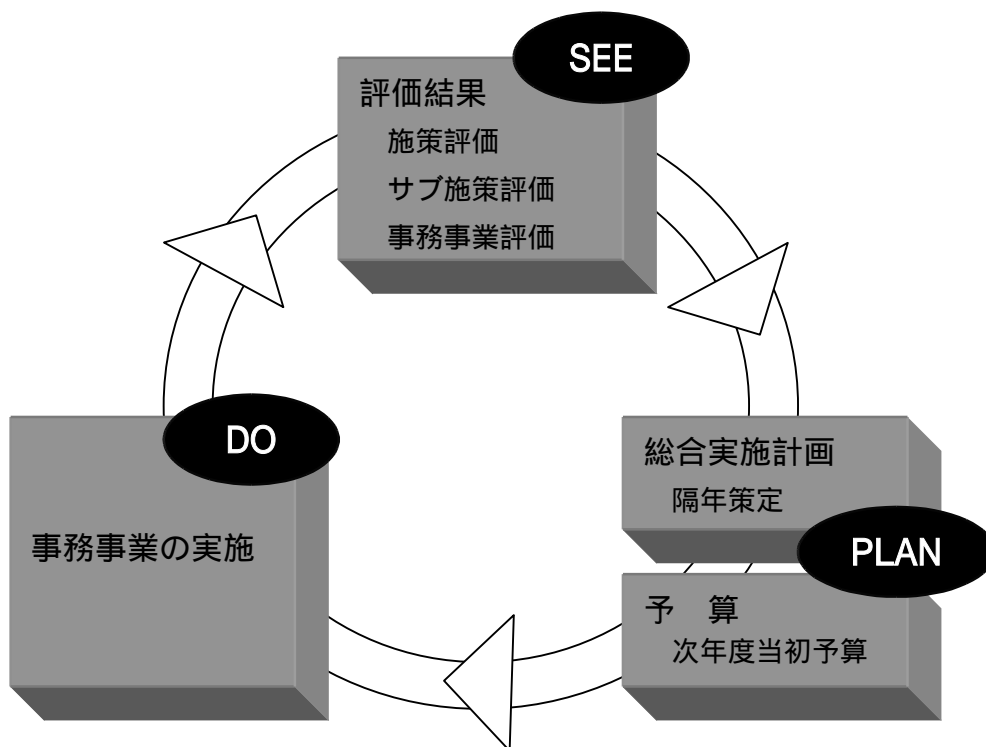 SEE
評価結果
施策評価
サブ施策評価
事務事業評価
DO
事務事業の実施
総合実施計画
隔年策定
PLAN
予　算
次年度当初予算